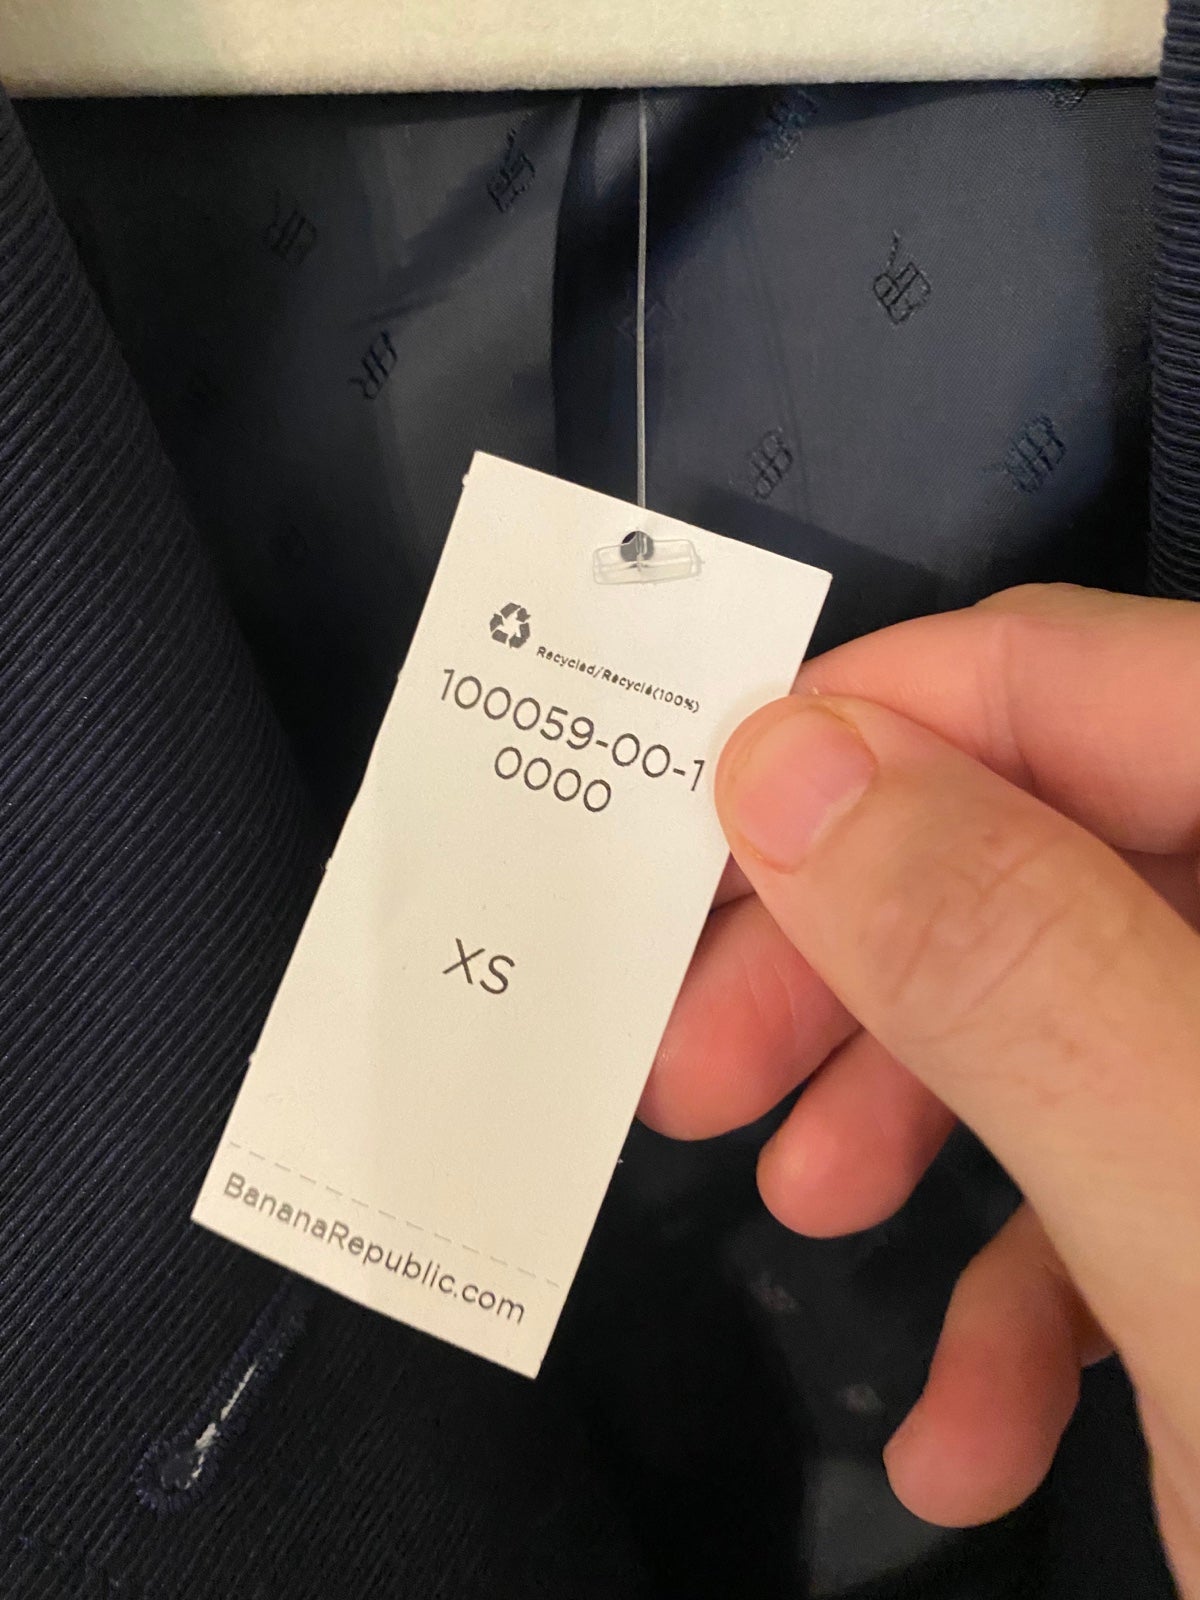 Recycled/Recyclé(100%)
100059-00-1
0000
XS
BananaRepublic.com